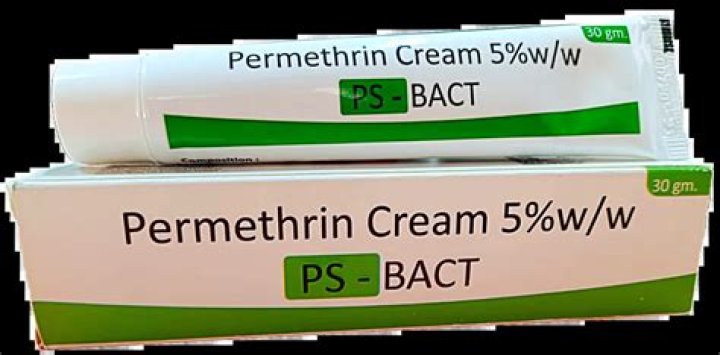 Permethrin Cream 5%w/w
30 gm.
PS - BACT
Composition :
Permethrin Cream 5%w/w
30 gm.
PS - BACT